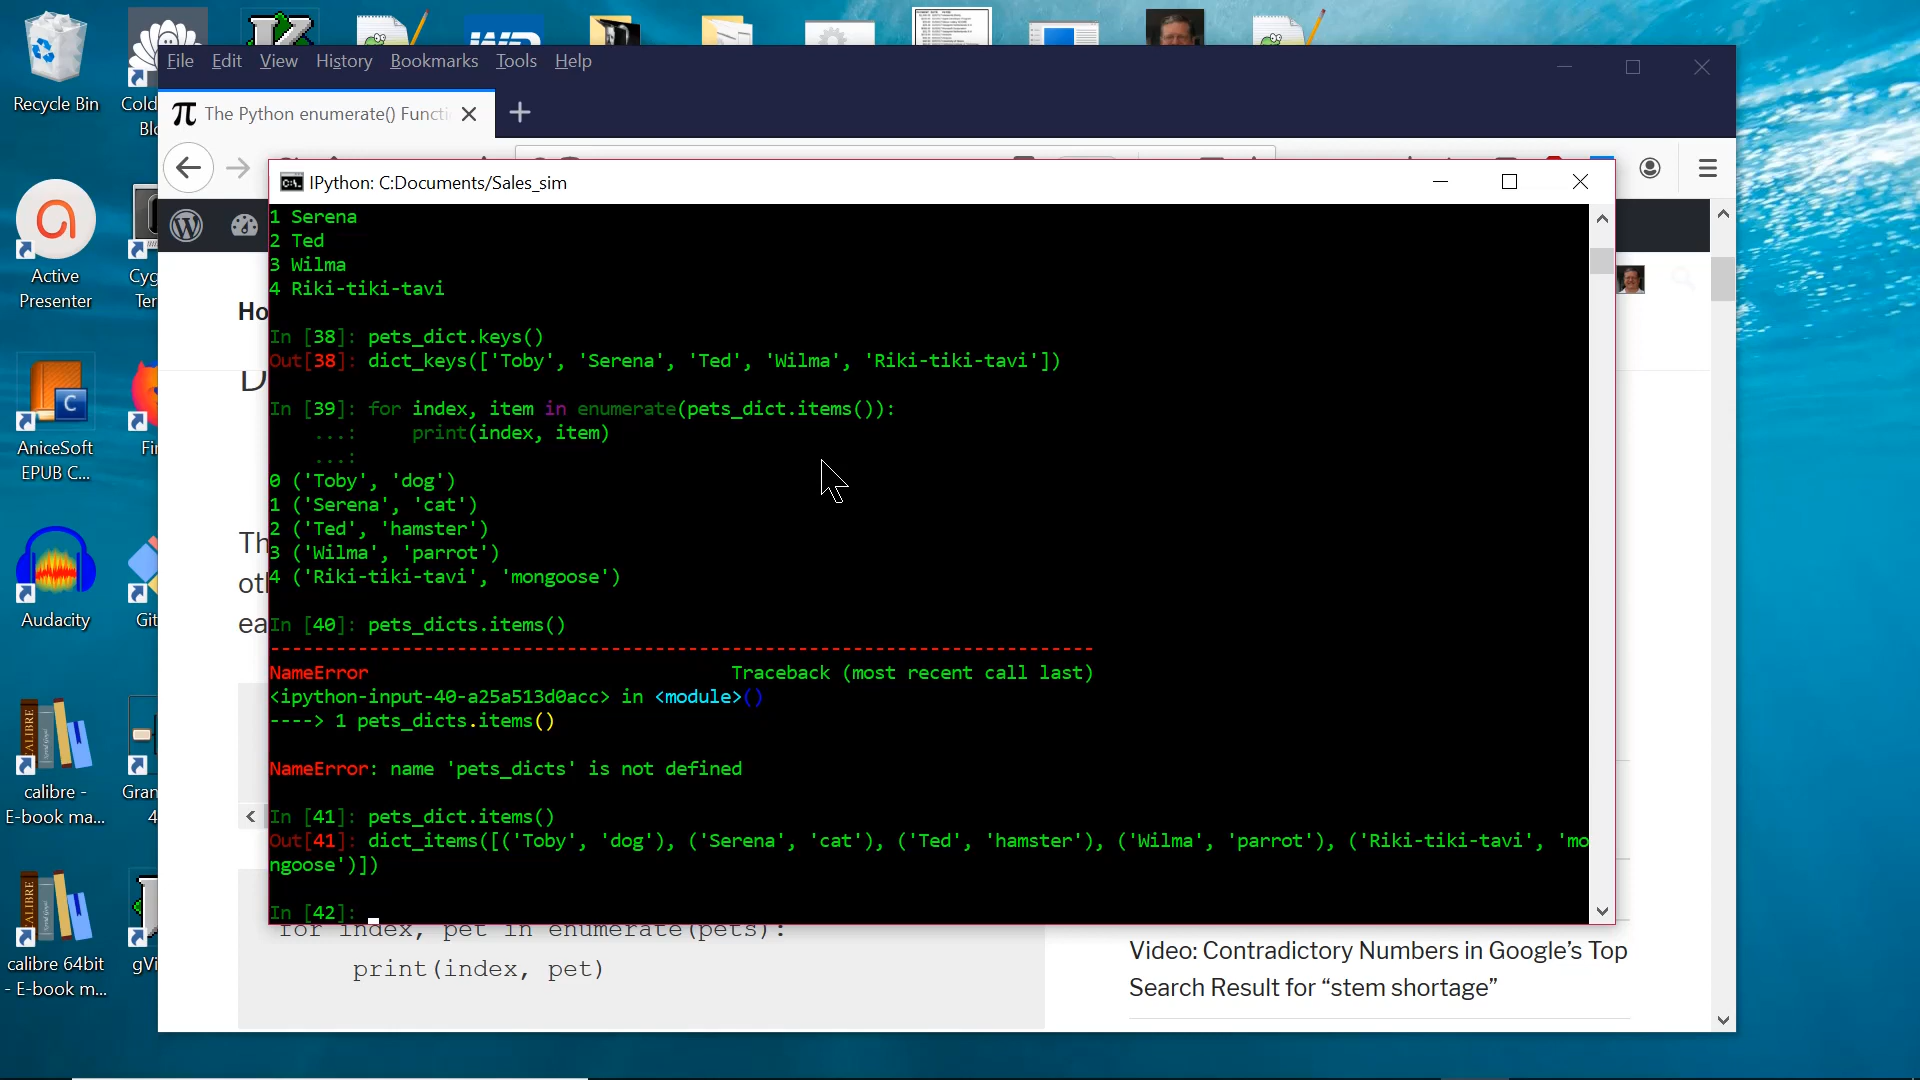 File Edit View History Bookmarks Tools Help
The Python enumerate() Functi
IPython: C:Documents/Sales_sim
1 Serena
2 Ted
3 Wilma
4 Riki-tiki-tavi
In [38]: pets_dict.keys()
Out[38]: dict_keys(['Toby', 'Serena', 'Ted', 'Wilma', 'Riki-tiki-tavi'])
In [39]: for index, item in enumerate(pets_dict.items()):
...:     print(index, item)
...:
0 ('Toby', 'dog')
1 ('Serena', 'cat')
2 ('Ted', 'hamster')
3 ('Wilma', 'parrot')
4 ('Riki-tiki-tavi', 'mongoose')
In [40]: pets_dicts.items()
---------------------------------------------------------------------------
NameError                                 Traceback (most recent call last)
<ipython-input-40-a25a513d0acc> in <module>()
----> 1 pets_dicts.items()
NameError: name 'pets_dicts' is not defined
In [41]: pets_dict.items()
Out[41]: dict_items([('Toby', 'dog'), ('Serena', 'cat'), ('Ted', 'hamster'), ('Wilma', 'parrot'), ('Riki-tiki-tavi', 'mo
ngoose')])
In [42]:
for index, pet in enumerate(pets):
print(index, pet)
Video: Contradictory Numbers in Google’s Top
Search Result for “stem shortage”
Ho
D
Th
ot
ea
Recycle Bin
Cold
Blo
Active
Presenter
Cyg
Ter
AniceSoft
EPUB C...
Fir
Audacity
Git
calibre -
E-book ma...
Gran
4
calibre 64bit
- E-book m...
gVi